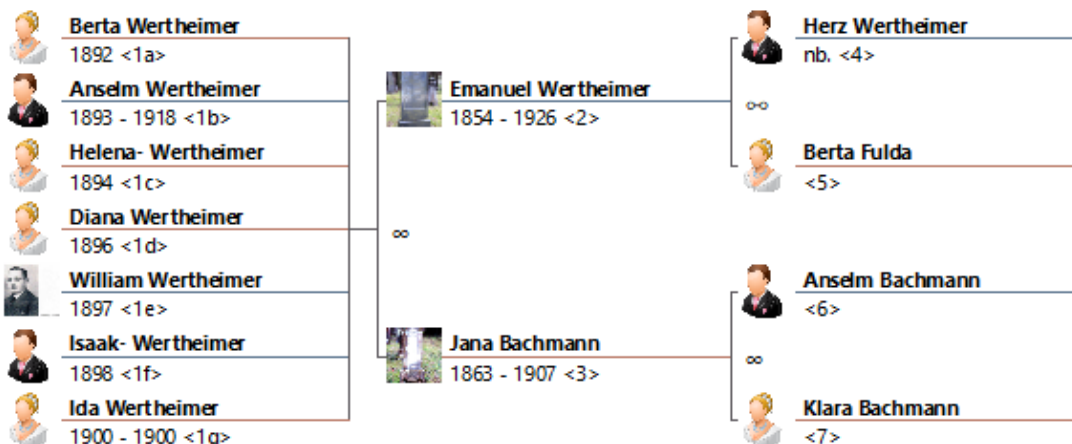 Berta Wertheimer
1892 <1a>
Anselm Wertheimer
1893 - 1918 <1b>
Helena- Wertheimer
1894 <1c>
Diana Wertheimer
1896 <1d>
William Wertheimer
1897 <1e>
Isaak- Wertheimer
1898 <1f>
Ida Wertheimer
1900 - 1900 <1g>
Emanuel Wertheimer
1854 - 1926 <2>
∞
Jana Bachmann
1863 - 1907 <3>
Herz Wertheimer
nb. <4>
o-o
Berta Fulda
<5>
Anselm Bachmann
<6>
∞
Klara Bachmann
<7>